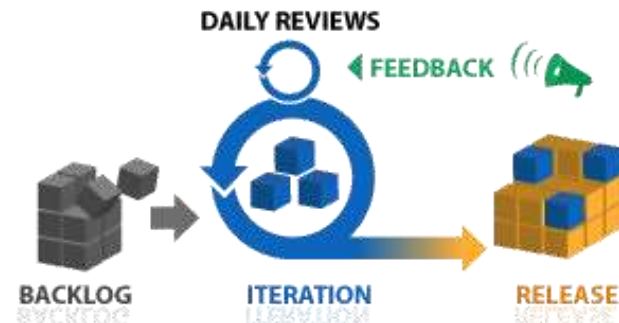 DAILY REVIEWS
FEEDBACK
BACKLOG
ITERATION
RELEASE